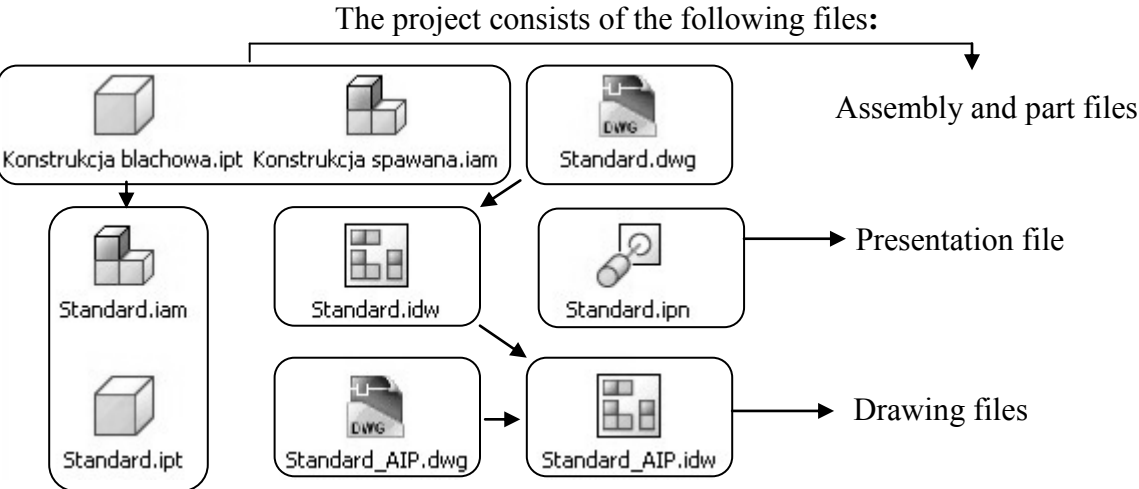 The project consists of the following files:
Assembly and part files
Konstrukcja blachowa.ipt Konstrukcja spawana.iam
DWG
Standard.dwg
Standard.iam
Standard.idw
Standard.ipn
Presentation file
Standard.ipt
DWG
Standard_AIP.dwg
Standard_AIP.idw
Drawing files